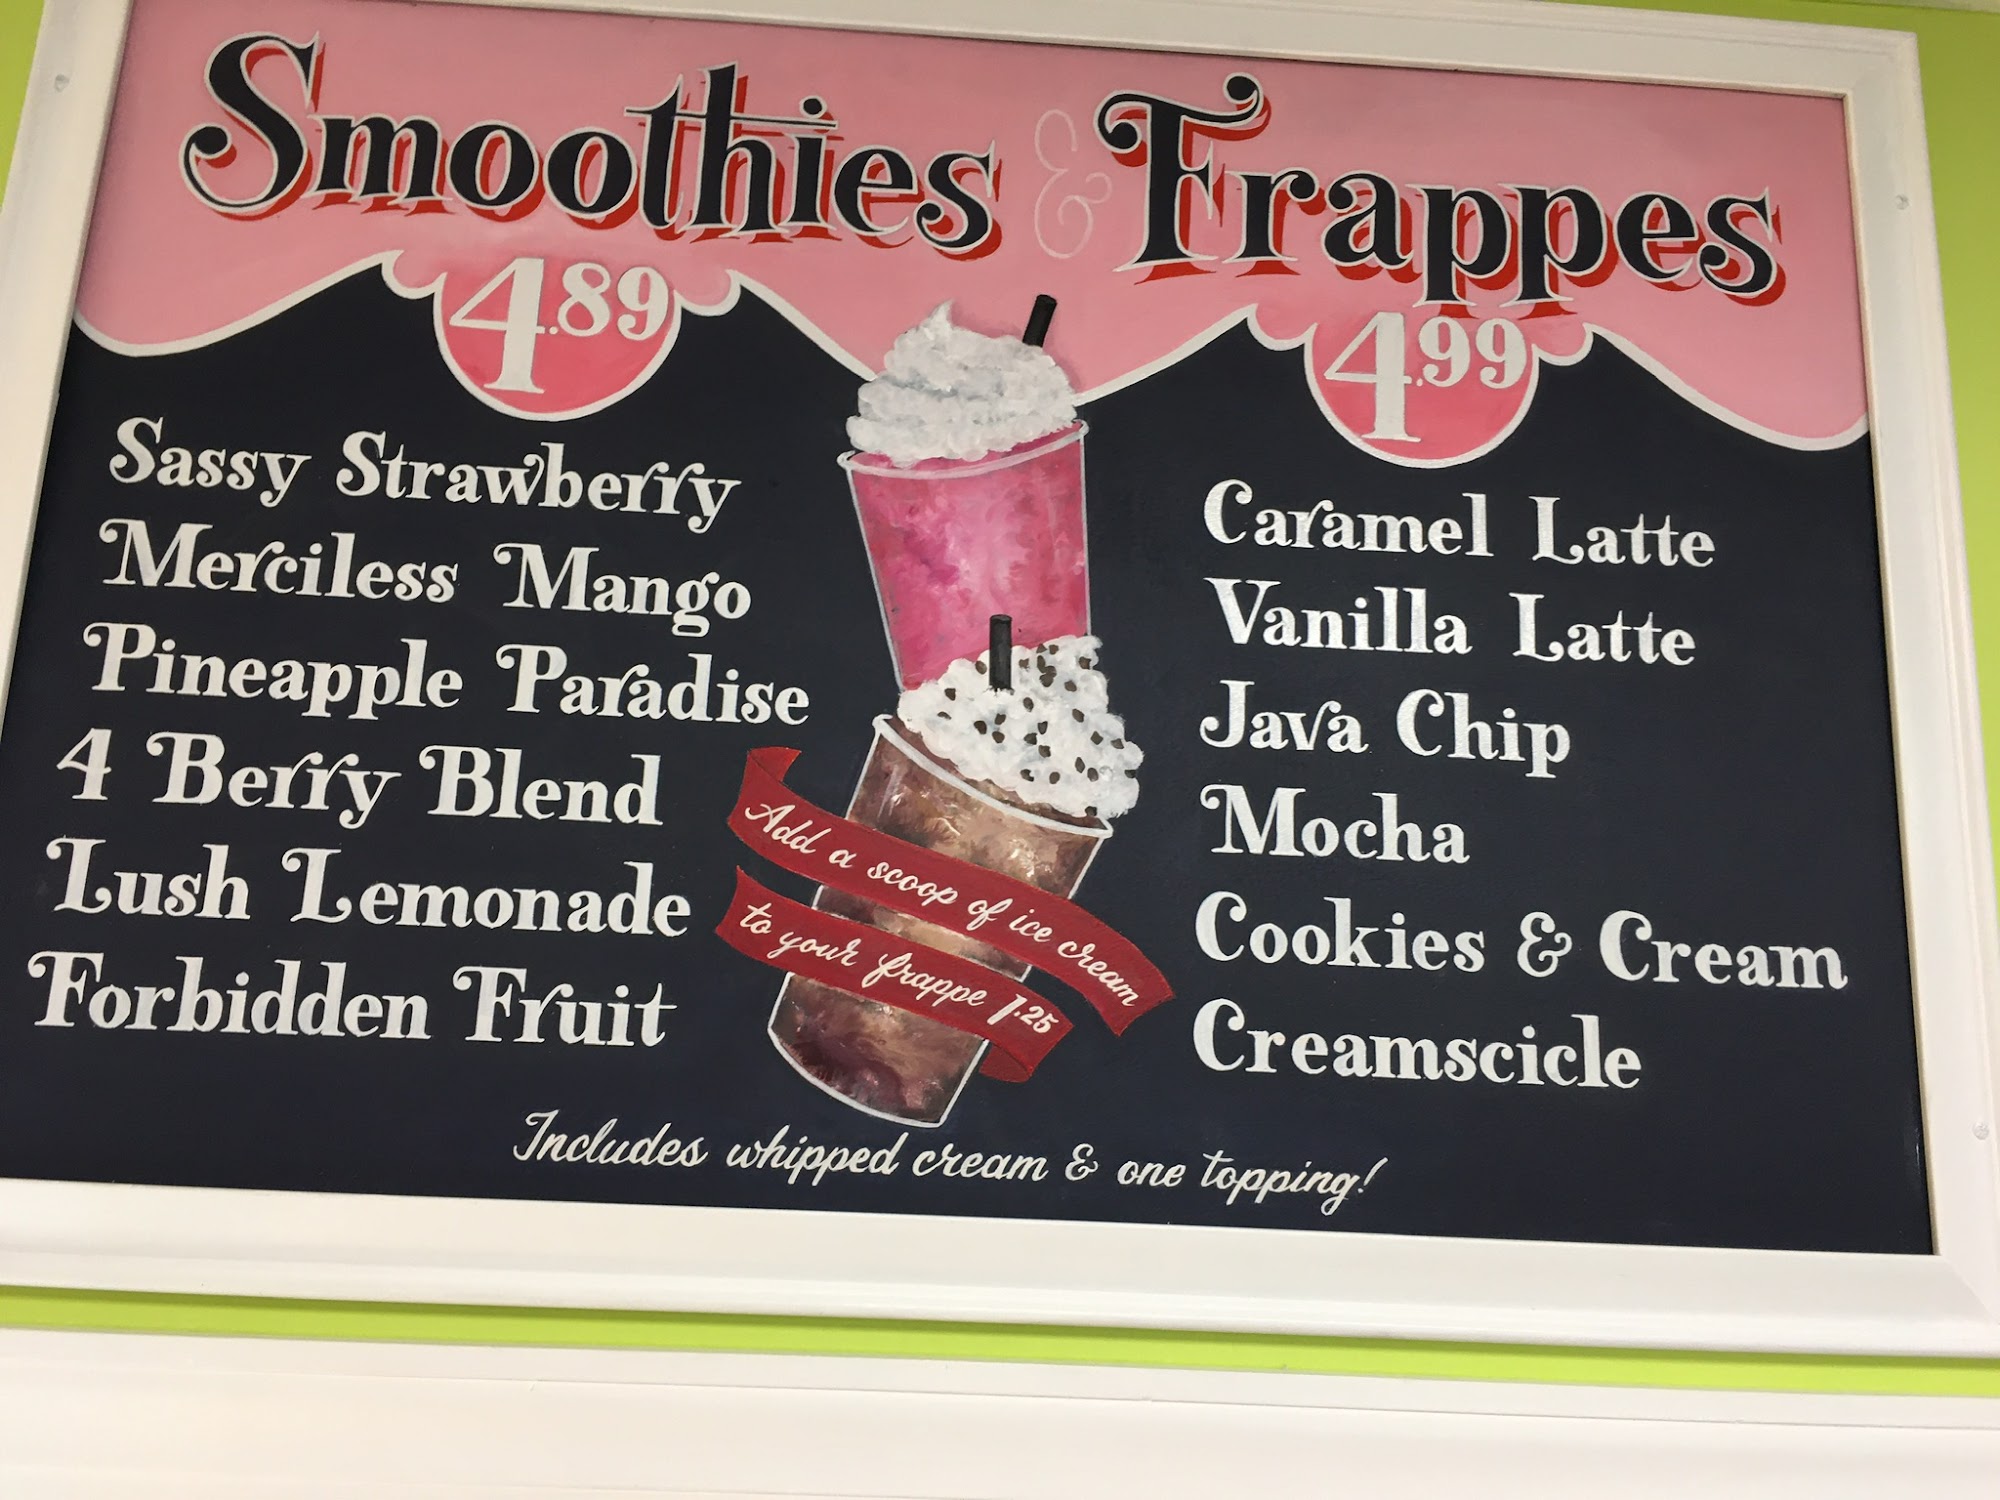 Smoothies & Frappes
4.89
Sassy Strawberry
Merciless Mango
Pineapple Paradise
4 Berry Blend
Lush Lemonade
Forbidden Fruit
4.99
Caramel Latte
Vanilla Latte
Java Chip
Mocha
Cookies & Cream
Creamscicle
Add a scoop of ice cream
to your frappe 1.25
Includes whipped cream & one topping!